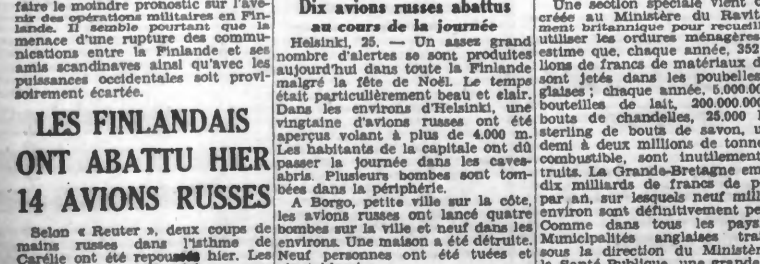 faire le moindre pronostic sur l'ave-
nir des opérations militaires en Fin-
lande. Il semble pourtant que la
menace d'une rupture des commu-
nications entre la Finlande et ses
amis scandinaves ainsi qu'avec les
puissances occidentales soit provi-
soirement écartée.
LES FINLANDAIS
ONT ABATTU HIER
14 AVIONS RUSSES
Selon « Reuter », deux coups de
mains russes dans l'isthme de
Carélie ont été repoussés hier. Les
Dix avions russes abattus
au cours de la journée
Helsinki, 25. — Un assez grand
nombre d'alertes se sont produites
aujourd'hui dans toute la Finlande
malgré la fête de Noël. Le temps
était particulièrement beau et clair.
Dans les environs d'Helsinki, une
vingtaine d'avions russes ont été
aperçus volant à plus de 4.000 m.
Les habitants de la capitale ont dû
passer la journée dans les caves-
abris. Plusieurs bombes sont tom-
bées dans la périphérie.
A Borgo, petite ville sur la côte,
les avions russes ont lancé quatre
bombes sur la ville et neuf dans les
environs. Une maison a été détruite.
Neuf personnes ont été tuées et
Une section spéciale vient
créée au Ministère du Ravit
ment britannique pour recueill
utiliser les ordures ménagères
estime que, chaque année, 352
lions de francs de matériaux d
sont jetés dans les poubelles
glaises ; chaque année, 5.000.00
bouteilles de lait, 200.000.000
bouts de chandelles, 25.000
sterling de bouts de savon, u
demi à deux millions de tonne
combustible, sont inutilement
truits. La Grande-Bretagne em
dix milliards de francs de p
par an, sur lesquels neuf mill
environ sont définitivement pe
Comme dans tous les pays
Municipalités anglaises tra
sous la direction du Ministèr
la Santé Publique, une grande